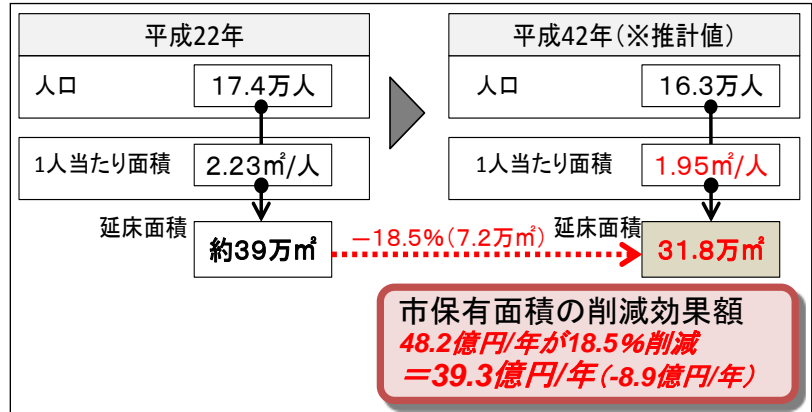 平成22年
人口
17.4万人
1人当たり面積
2.23㎡/人
延床面積
約39万㎡
平成42年(※推計値)
人口
16.3万人
1人当たり面積
1.95㎡/人
－18.5%(7.2万㎡)
延床面積
31.8万㎡
市保有面積の削減効果額
48.2億円/年が18.5%削減
＝39.3億円/年(-8.9億円/年)